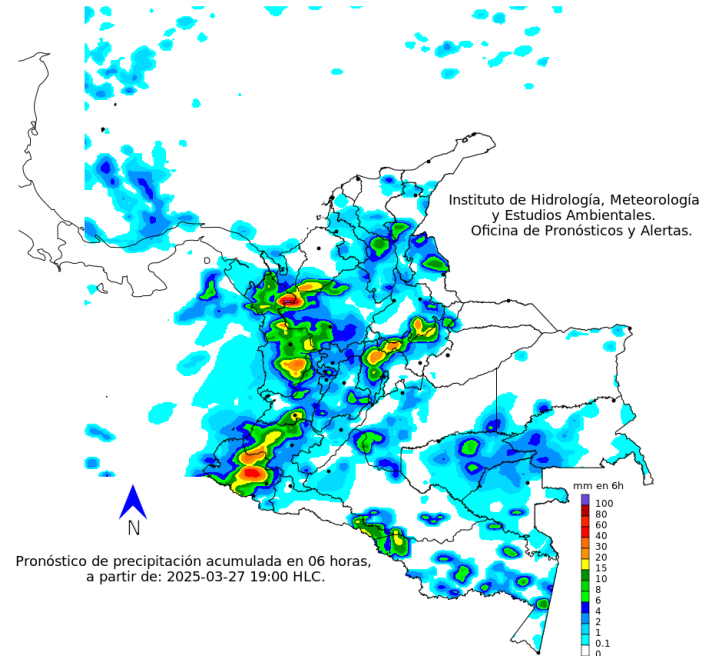 Instituto de Hidrología, Meteorología
y Estudios Ambientales.
Oficina de Pronósticos y Alertas.
mm en 6h
100
80
60
40
30
20
15
10
8
6
4
2
1
0.1
0
N
Pronóstico de precipitación acumulada en 06 horas,
a partir de: 2025-03-27 19:00 HLC.